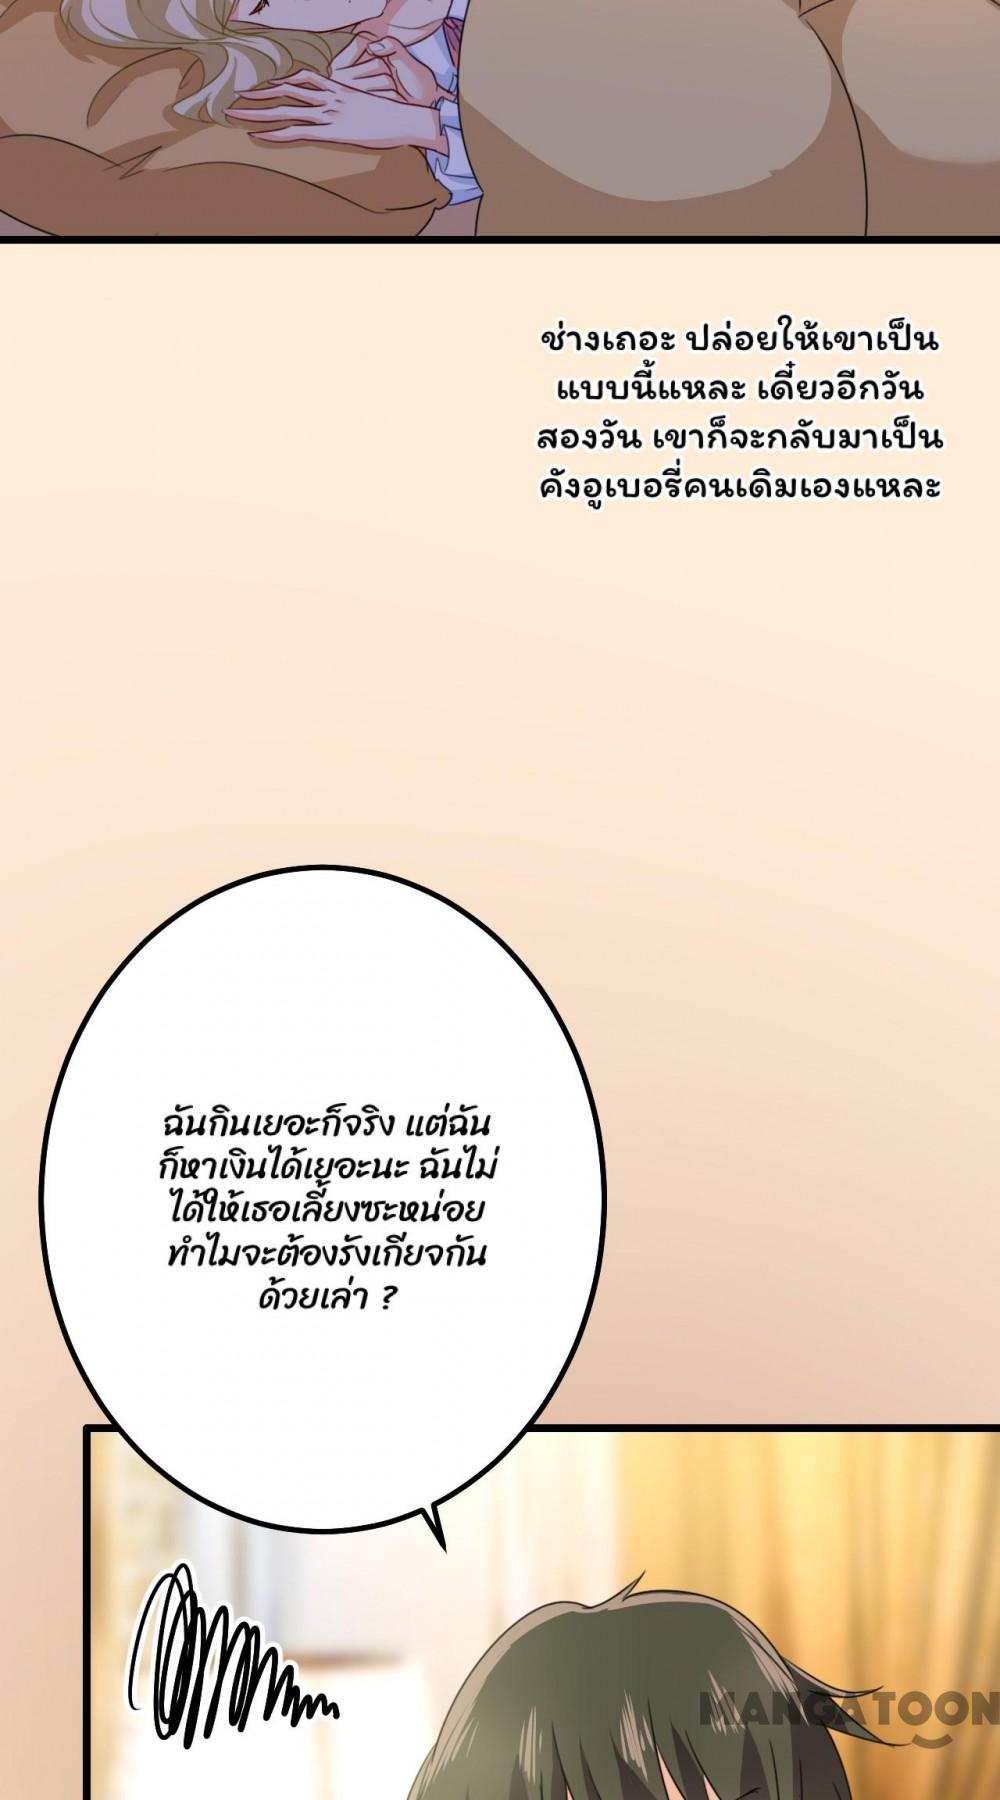 ช่างเถอะ ปล่อยให้เขาเป็น
แบบนี้แหละ เดี๋ยวอีกวัน
สองวัน เขาก็จะกลับมาเป็น
คังอูเบอรี่คนเดิมเองแหละ
ฉันกินเยอะก็จริง แต่ฉัน
ก็หาเงินได้เยอะนะ ฉันไม่
ได้ให้เธอเลี้ยงซะหน่อย
ทำไมจะต้องรังเกียจกัน
ด้วยเล่า ?
MANGATOON